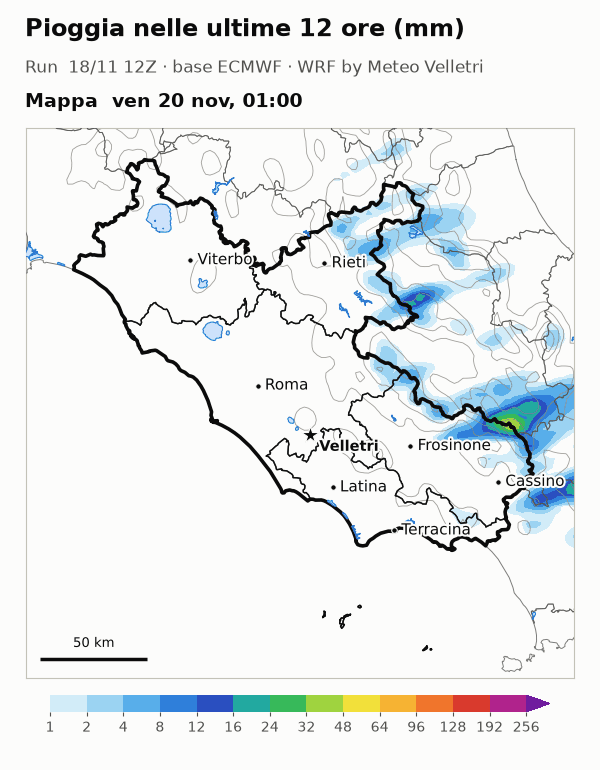 Pioggia nelle ultime 12 ore (mm)
Run 18/11 12Z · base ECMWF · WRF by Meteo Velletri
Mappa ven 20 nov, 01:00
Viterbo
Rieti
Roma
Velletri
Frosinone
Latina
Cassino
Terracina
50 km
1 2 4 8 12 16 24 32 48 64 96 128 192 256